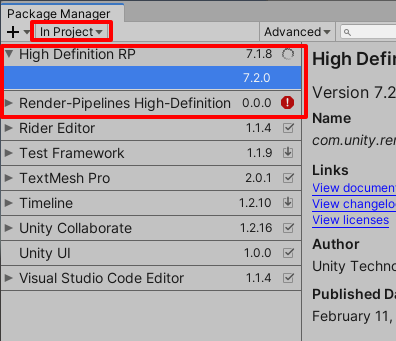 Package Manager
+ In Project Advanced
High Definition RP 7.1.8
7.2.0
Render-Pipelines High-Definition 0.0.0
Rider Editor 1.1.4
Test Framework 1.1.9
TextMesh Pro 2.0.1
Timeline 1.2.10
Unity Collaborate 1.2.16
Unity UI 1.0.0
Visual Studio Code Editor 1.1.4
High Defin
Version 7.2
Name
com.unity.ren
Links
View document
View changelo
View licenses
Author
Unity Techno
Published Da
February 11,